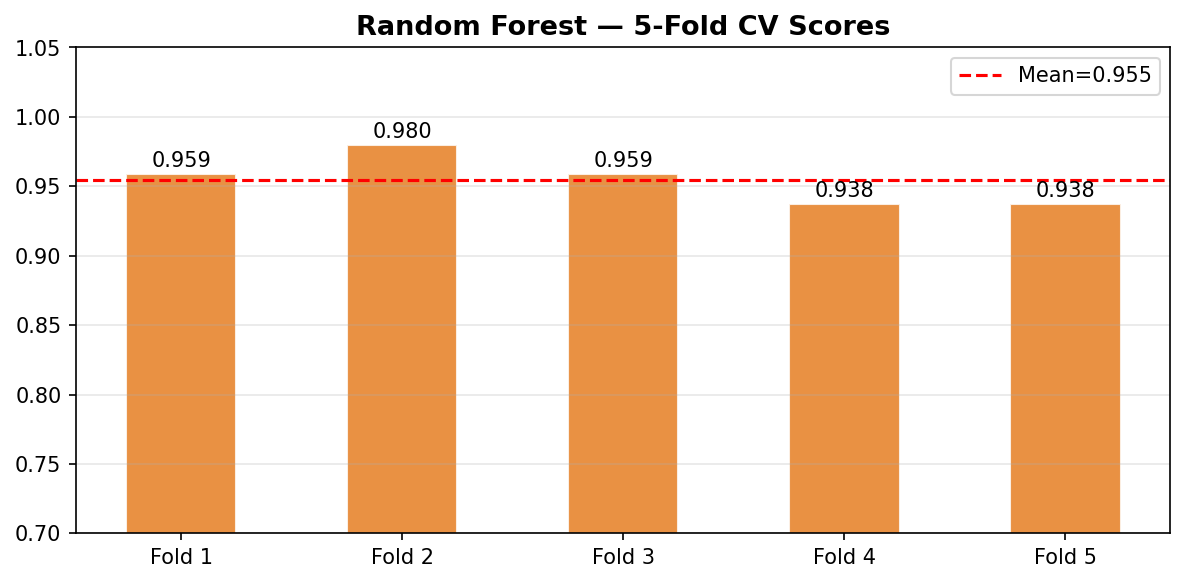 Random Forest — 5-Fold CV Scores
1.05
Mean=0.955
1.00
0.980
0.959
0.959
0.95
0.938
0.938
0.90
0.85
0.80
0.75
0.70
Fold 1
Fold 2
Fold 3
Fold 4
Fold 5